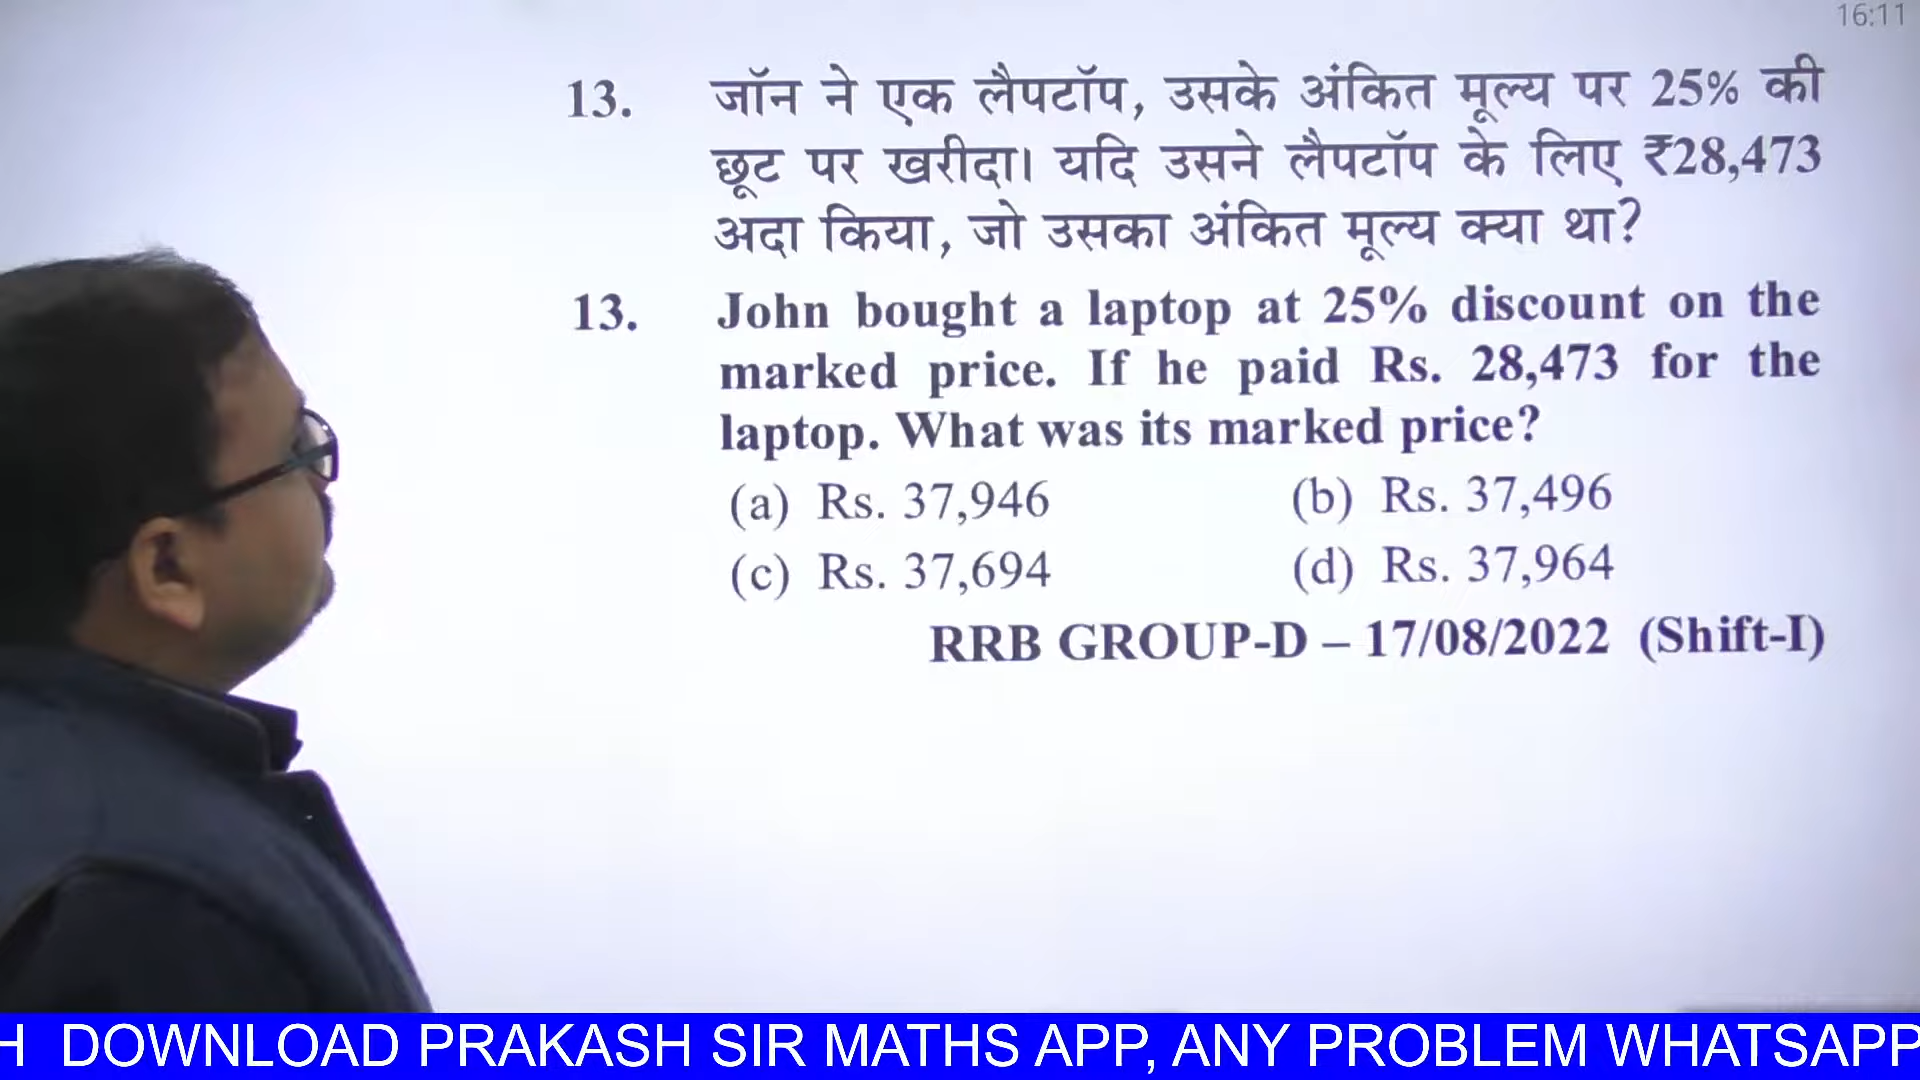 16:11
13. जॉन ने एक लैपटॉप, उसके अंकित मूल्य पर 25% की
छूट पर खरीदा। यदि उसने लैपटॉप के लिए ₹28,473
अदा किया, जो उसका अंकित मूल्य क्या था?
13. John bought a laptop at 25% discount on the
marked price. If he paid Rs. 28,473 for the
laptop. What was its marked price?
(a) Rs. 37,946 (b) Rs. 37,496
(c) Rs. 37,694 (d) Rs. 37,964
RRB GROUP-D – 17/08/2022 (Shift-I)
H DOWNLOAD PRAKASH SIR MATHS APP, ANY PROBLEM WHATSAPP